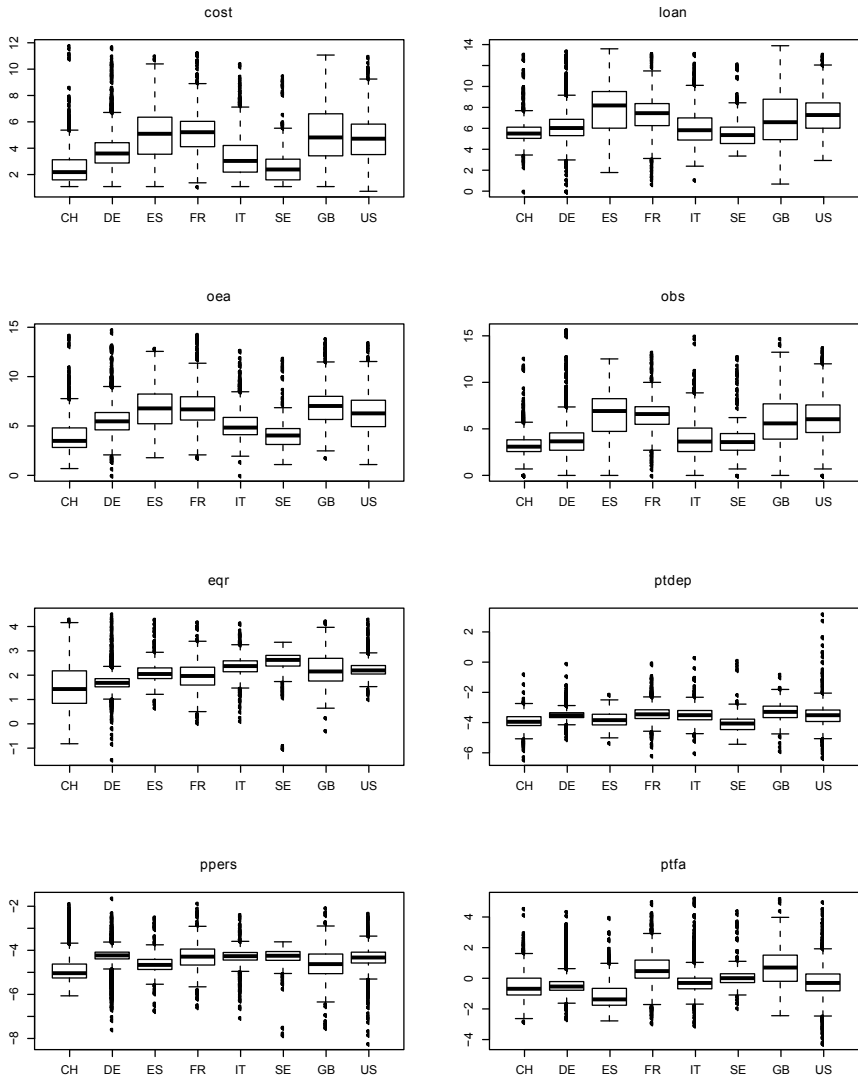 cost
12
10
8
6
4
2
CH DE ES FR IT SE GB US
loan
14
12
10
8
6
4
2
0
CH DE ES FR IT SE GB US
oea
15
10
5
0
CH DE ES FR IT SE GB US
obs
15
10
5
0
CH DE ES FR IT SE GB US
eqr
4
3
2
1
0
−1
CH DE ES FR IT SE GB US
ptdep
2
0
−2
−4
−6
CH DE ES FR IT SE GB US
ppers
−2
−4
−6
−8
CH DE ES FR IT SE GB US
ptfa
4
2
0
−2
−4
CH DE ES FR IT SE GB US